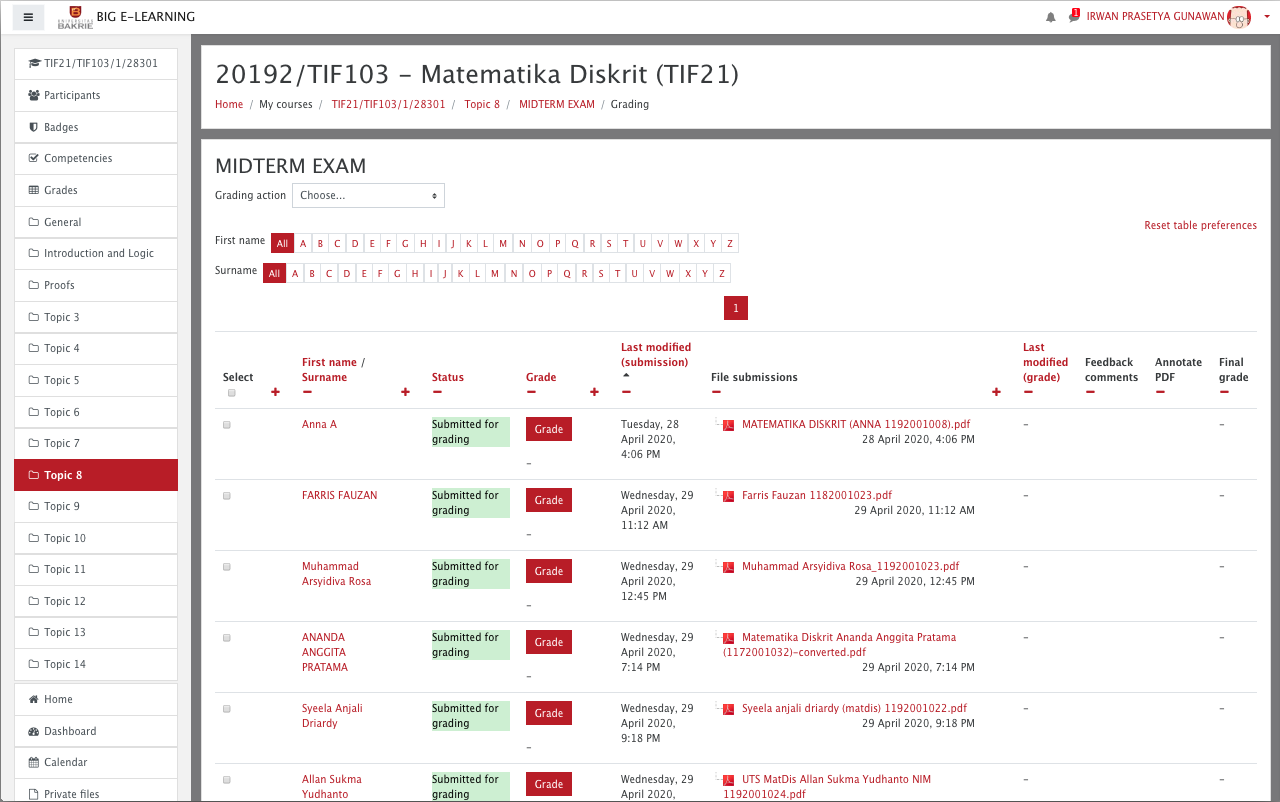 UNIVERSITAS
BAKRIE
BIG E-LEARNING
1
IRWAN PRASETYA GUNAWAN
TIF21/TIF103/1/28301
Participants
Badges
Competencies
Grades
General
Introduction and Logic
Proofs
Topic 3
Topic 4
Topic 5
Topic 6
Topic 7
Topic 8
Topic 9
Topic 10
Topic 11
Topic 12
Topic 13
Topic 14
Home
Dashboard
Calendar
Private files
20192/TIF103 - Matematika Diskrit (TIF21)
Home / My courses / TIF21/TIF103/1/28301 / Topic 8 / MIDTERM EXAM / Grading
MIDTERM EXAM
Grading action Choose...
Reset table preferences
First name All A B C D E F G H I J K L M N O P Q R S T U V W X Y Z
Surname All A B C D E F G H I J K L M N O P Q R S T U V W X Y Z
1
Select
First name /
Surname
Status
Grade
Last modified
(submission)
File submissions
Last
modified
(grade)
Feedback
comments
Annotate
PDF
Final
grade
Anna A
Submitted for
grading
Grade
-
Tuesday, 28
April 2020,
4:06 PM
MATEMATIKA DISKRIT (ANNA 1192001008).pdf
28 April 2020, 4:06 PM
-
-
FARRIS FAUZAN
Submitted for
grading
Grade
-
Wednesday, 29
April 2020,
11:12 AM
Farris Fauzan 1182001023.pdf
29 April 2020, 11:12 AM
-
-
Muhammad
Arsyidiva Rosa
Submitted for
grading
Grade
-
Wednesday, 29
April 2020,
12:45 PM
Muhammad Arsyidiva Rosa_1192001023.pdf
29 April 2020, 12:45 PM
-
-
ANANDA
ANGGITA
PRATAMA
Submitted for
grading
Grade
-
Wednesday, 29
April 2020,
7:14 PM
Matematika Diskrit Ananda Anggita Pratama
(1172001032)-converted.pdf
29 April 2020, 7:14 PM
-
-
Syeela Anjali
Driardy
Submitted for
grading
Grade
-
Wednesday, 29
April 2020,
9:18 PM
Syeela anjali driardy (matdis) 1192001022.pdf
29 April 2020, 9:18 PM
-
-
Allan Sukma
Yudhanto
Submitted for
grading
Grade
Wednesday, 29
April 2020,
UTS MatDis Allan Sukma Yudhanto NIM
1192001024.pdf
-
-